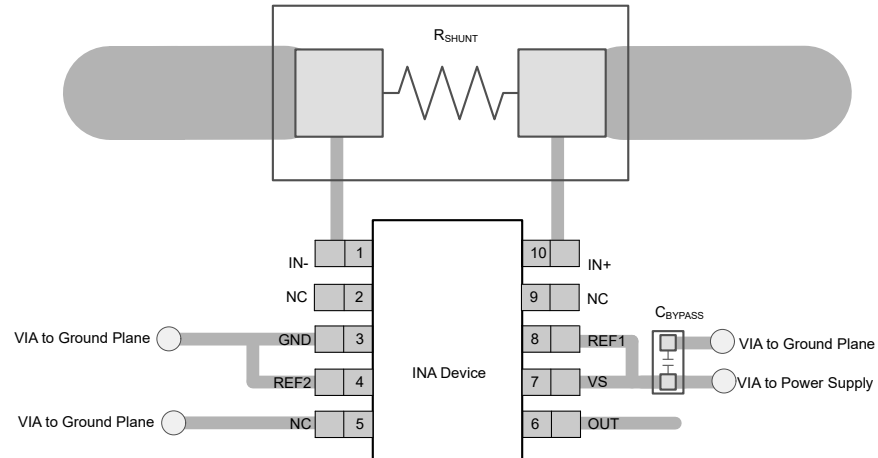 RSHUNT
IN- 1 10 IN+
NC 2 9 NC
CBYPASS
VIA to Ground Plane GND 3 8 REF1 VIA to Ground Plane
INA Device
REF2 4 7 VS VIA to Power Supply
VIA to Ground Plane NC 5 6 OUT